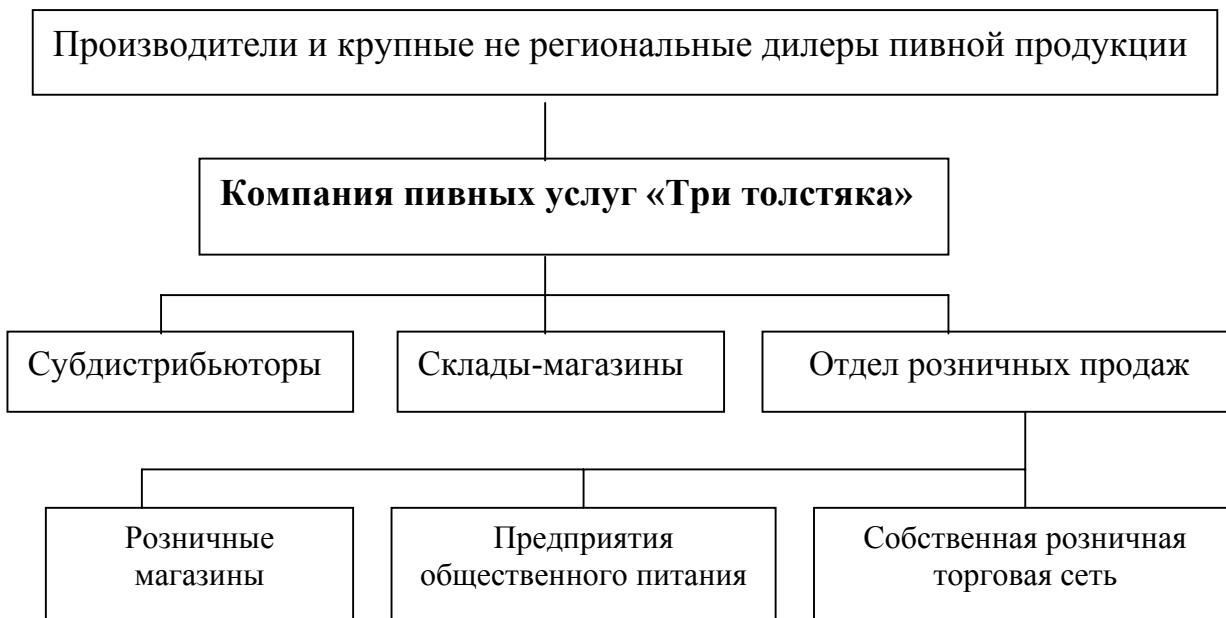 Производители и крупные не региональные дилеры пивной продукции
Компания пивных услуг «Три толстяка»
Субдистрибьюторы
Склады-магазины
Отдел розничных продаж
Розничные
магазины
Предприятия
общественного питания
Собственная розничная
торговая сеть